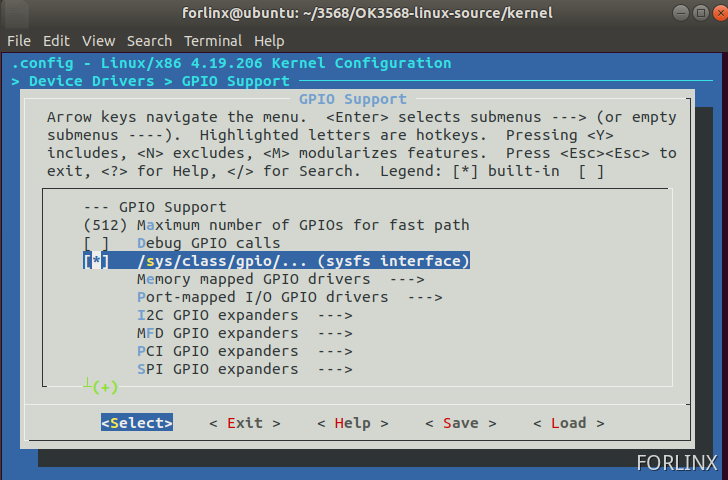 forlinx@ubuntu: ~/3568/OK3568-linux-source/kernel
File Edit View Search Terminal Help
.config - Linux/x86 4.19.206 Kernel Configuration
> Device Drivers > GPIO Support
GPIO Support
Arrow keys navigate the menu.  <Enter> selects submenus ---> (or empty
submenus ----).  Highlighted letters are hotkeys.  Pressing <Y>
includes, <N> excludes, <M> modularizes features.  Press <Esc><Esc> to
exit, <?> for Help, </> for Search.  Legend: [*] built-in  [ ]
--- GPIO Support
(512) Maximum number of GPIOs for fast path
[ ]   Debug GPIO calls
[*]   /sys/class/gpio/... (sysfs interface)
Memory mapped GPIO drivers  --->
Port-mapped I/O GPIO drivers  --->
I2C GPIO expanders  --->
MFD GPIO expanders  --->
PCI GPIO expanders  --->
SPI GPIO expanders  --->
(+)
<Select>    < Exit >    < Help >    < Save >    < Load >
FORLINX